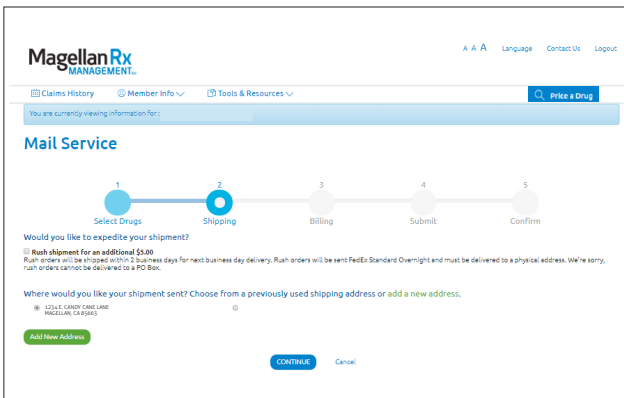 A A A Language Contact Us Logout
Magellan Rx
MANAGEMENT
Claims History Member Info Tools & Resources Price a Drug
You are currently viewing information for :
Mail Service
1 2 3 4 5
Select Drugs Shipping Billing Submit Confirm
Would you like to expedite your shipment?
Rush shipment for an additional $5.00
Rush orders will be shipped within 2 business days for next business day delivery. Rush orders will be sent FedEx Standard Overnight and must be delivered to a physical address. We're sorry,
rush orders cannot be delivered to a PO Box.
Where would you like your shipment sent? Choose from a previously used shipping address or add a new address.
1234 E. CANDY CANE LANE
MAGELLAN, CA 85663
Add New Address
CONTINUE Cancel